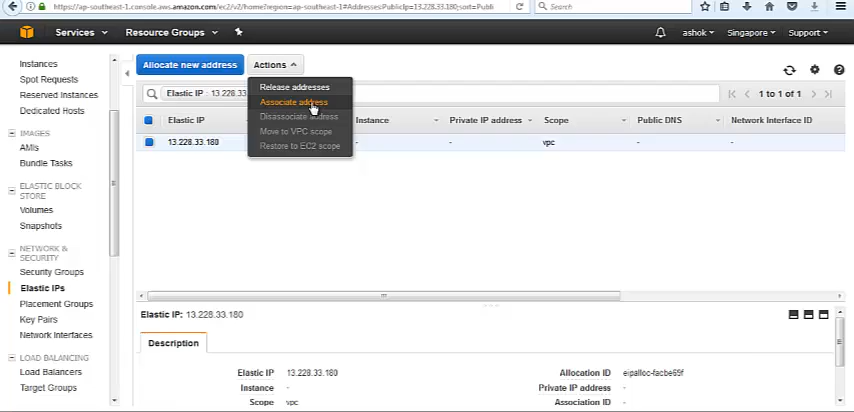 https://ap-southeast-1.console.aws.amazon.com/ec2/v2/home?region=ap-southeast-1#Addresses:PublicIp=13.228.33.180;sort=Publi
Search
Services
Resource Groups
ashok
Singapore
Support
Instances
Spot Requests
Reserved Instances
Dedicated Hosts
IMAGES
AMIs
Bundle Tasks
ELASTIC BLOCK
STORE
Volumes
Snapshots
NETWORK &
SECURITY
Security Groups
Elastic IPs
Placement Groups
Key Pairs
Network Interfaces
LOAD BALANCING
Load Balancers
Target Groups
Allocate new address
Actions
Release addresses
Associate address
Disassociate address
Move to VPC scope
Restore to EC2 scope
Elastic IP : 13.228.33
1 to 1 of 1
Elastic IP Instance Private IP address Scope Public DNS Network Interface ID
13.228.33.180 - - vpc - -
Elastic IP: 13.228.33.180
Description
Elastic IP 13.228.33.180 Allocation ID eipalloc-facbe65f
Instance - Private IP address -
Scope vpc Association ID -